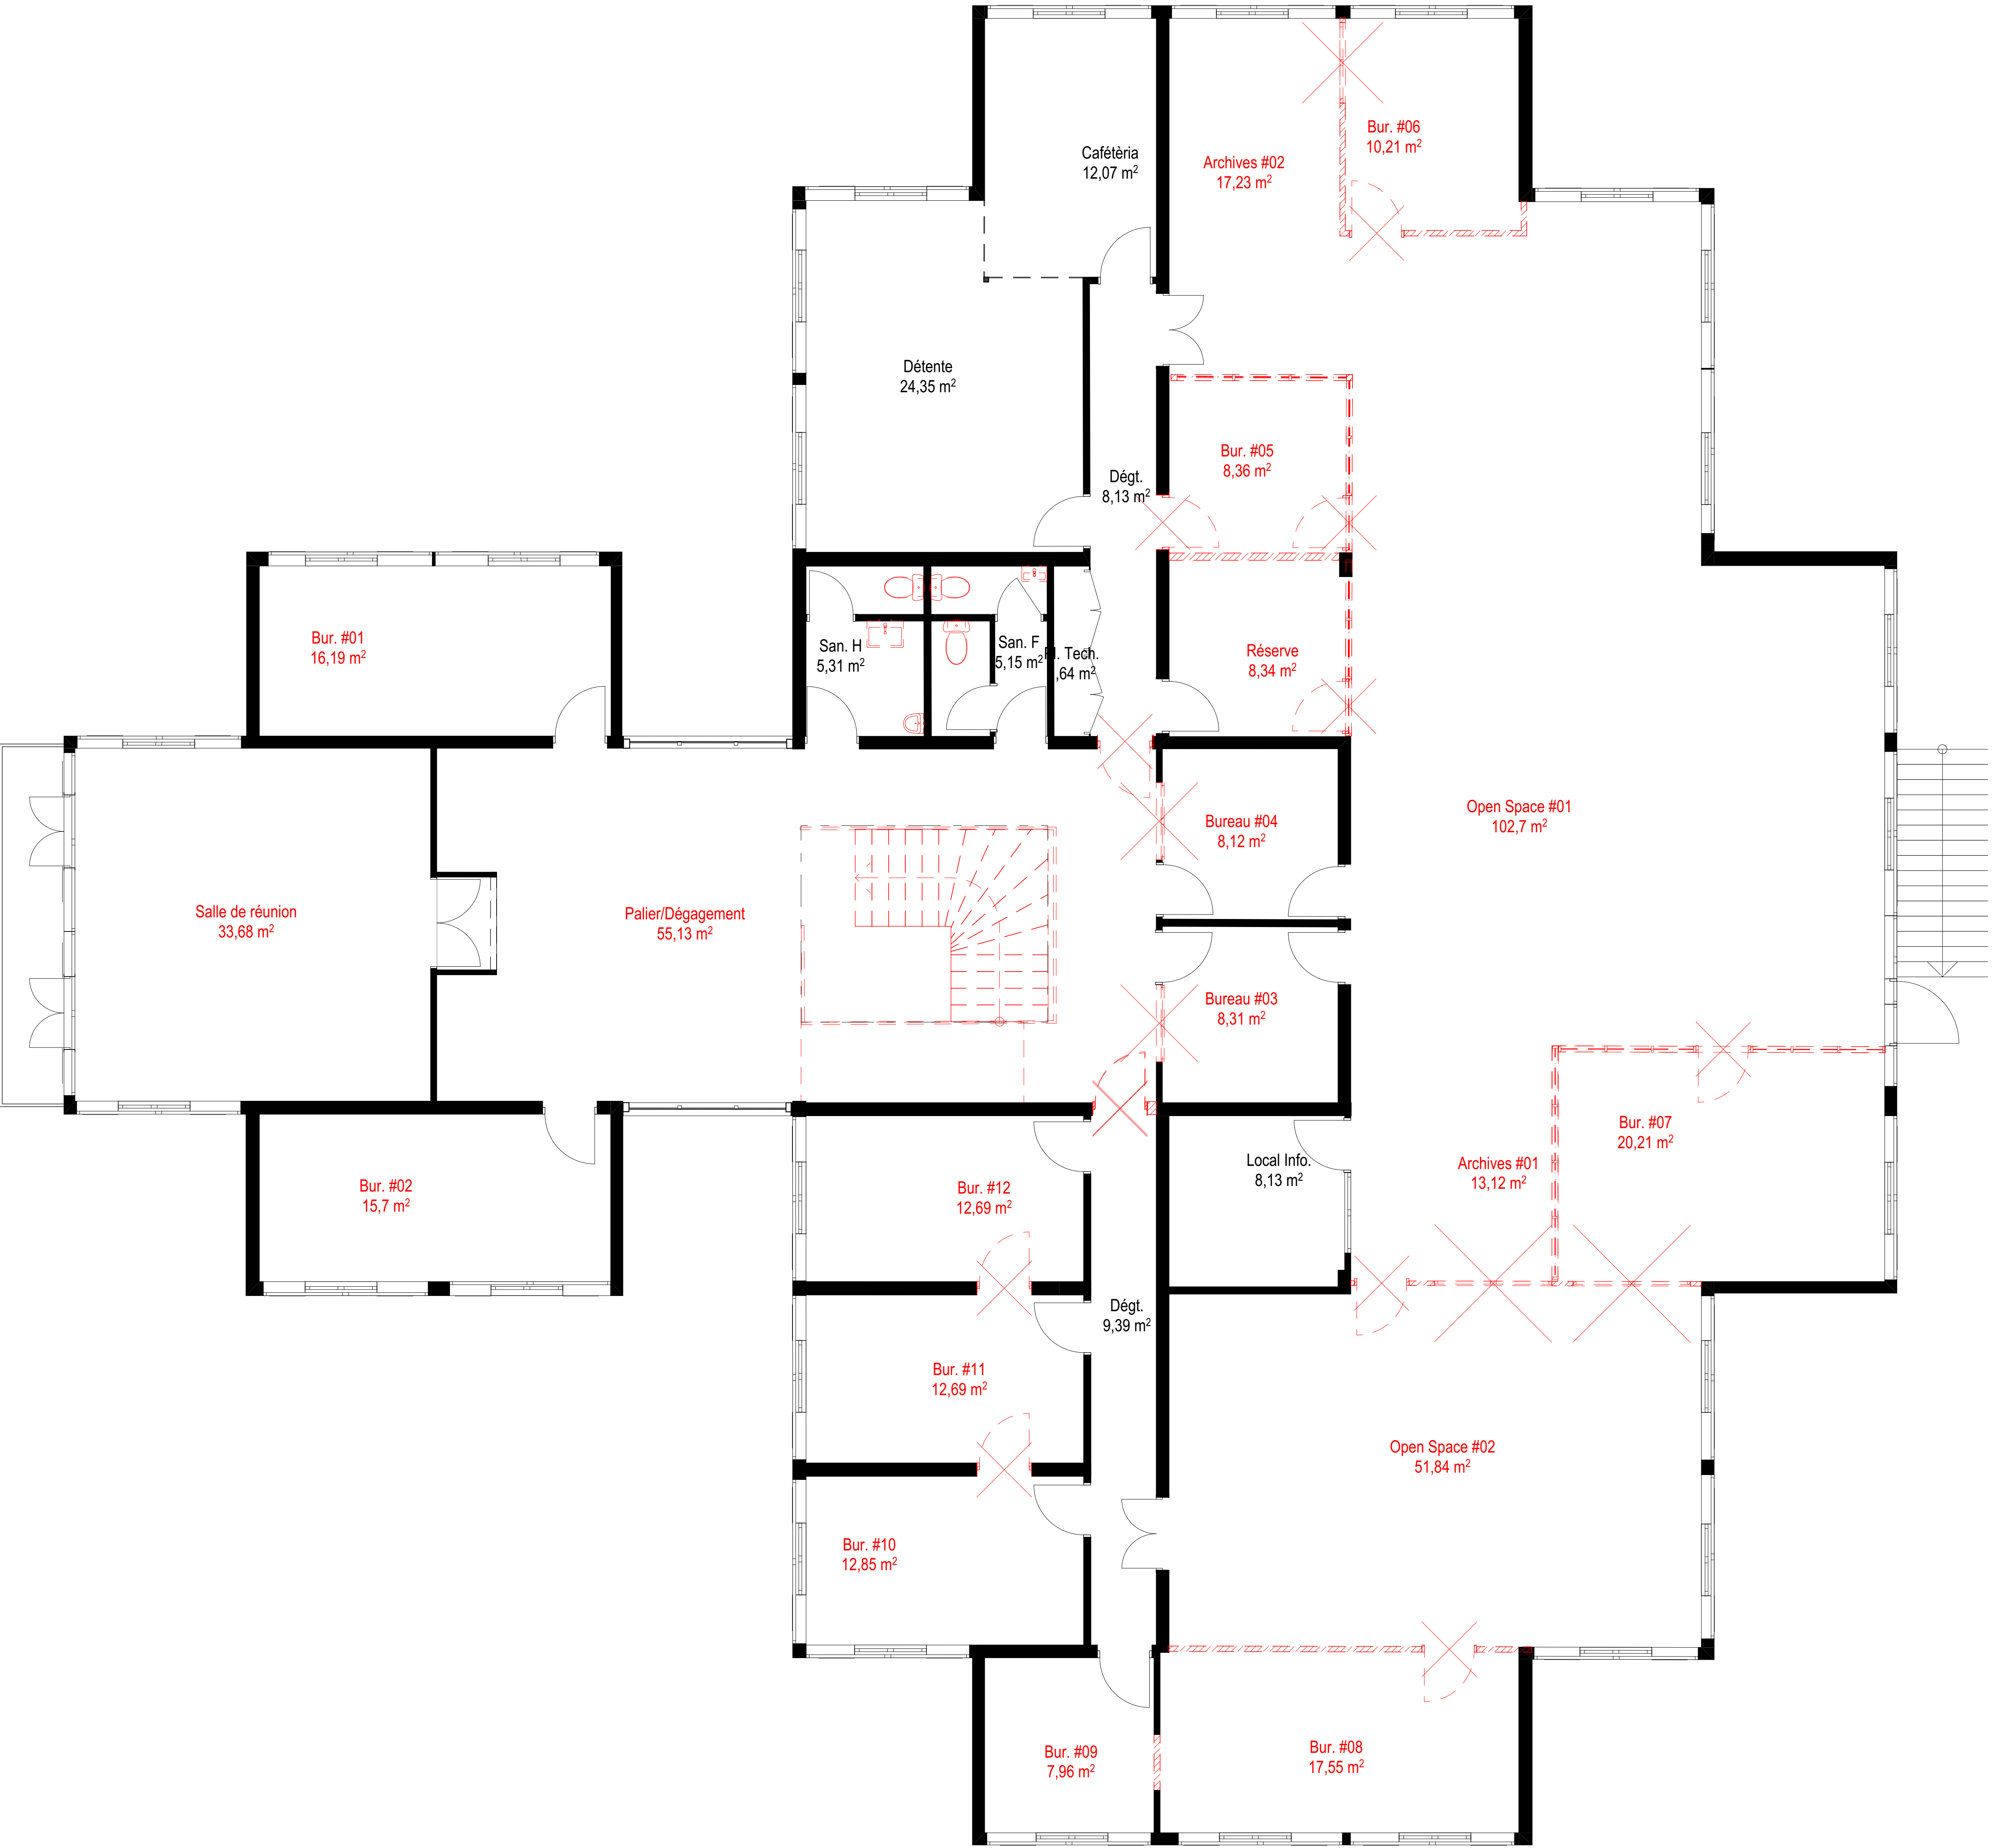 Bur. #06
10,21 m²
Cafétèria
12,07 m²
Archives #02
17,23 m²
Détente
24,35 m²
Bur. #05
8,36 m²
Dégt.
8,13 m²
Bur. #01
16,19 m²
San. H
5,31 m²
San. F
5,15 m²
Tech.
,64 m²
Réserve
8,34 m²
Open Space #01
102,7 m²
Bureau #04
8,12 m²
Salle de réunion
33,68 m²
Palier/Dégagement
55,13 m²
Bureau #03
8,31 m²
Bur. #07
20,21 m²
Local Info.
8,13 m²
Archives #01
13,12 m²
Bur. #02
15,7 m²
Bur. #12
12,69 m²
Dégt.
9,39 m²
Bur. #11
12,69 m²
Open Space #02
51,84 m²
Bur. #10
12,85 m²
Bur. #09
7,96 m²
Bur. #08
17,55 m²